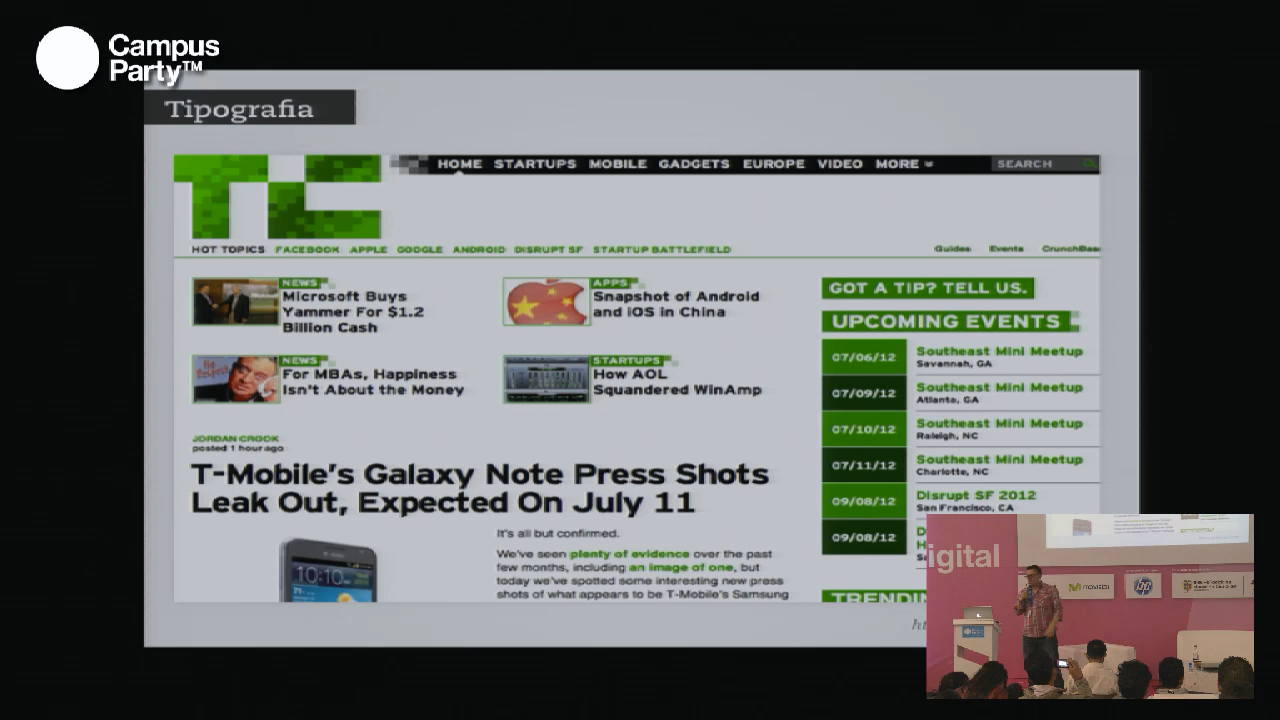 Campus
Party™
Tipografia
TC
HOME STARTUPS MOBILE GADGETS EUROPE VIDEO MORE SEARCH
HOT TOPICS FACEBOOK APPLE GOOGLE ANDROID DISRUPT SF STARTUP BATTLEFIELD
Guides Events CrunchBase
NEWS
Microsoft Buys
Yammer For $1.2
Billion Cash
APPS
Snapshot of Android
and iOS in China
NEWS
For MBAs, Happiness
Isn't About the Money
STARTUPS
How AOL
Squandered WinAmp
JORDAN CROOK
posted 1 hour ago
T-Mobile's Galaxy Note Press Shots
Leak Out, Expected On July 11
It's all but confirmed.
We've seen plenty of evidence over the past
few months, including an image of one, but
today we've spotted some interesting new press
shots of what appears to be T-Mobile's Samsung
10:10
GOT A TIP? TELL US.
UPCOMING EVENTS
07/06/12 Southeast Mini Meetup
Savannah, GA
07/09/12 Southeast Mini Meetup
Atlanta, GA
07/10/12 Southeast Mini Meetup
Raleigh, NC
07/11/12 Southeast Mini Meetup
Charlotte, NC
09/08/12 Disrupt SF 2012
San Francisco, CA
09/08/12
TRENDIN
igital
movistar
hp